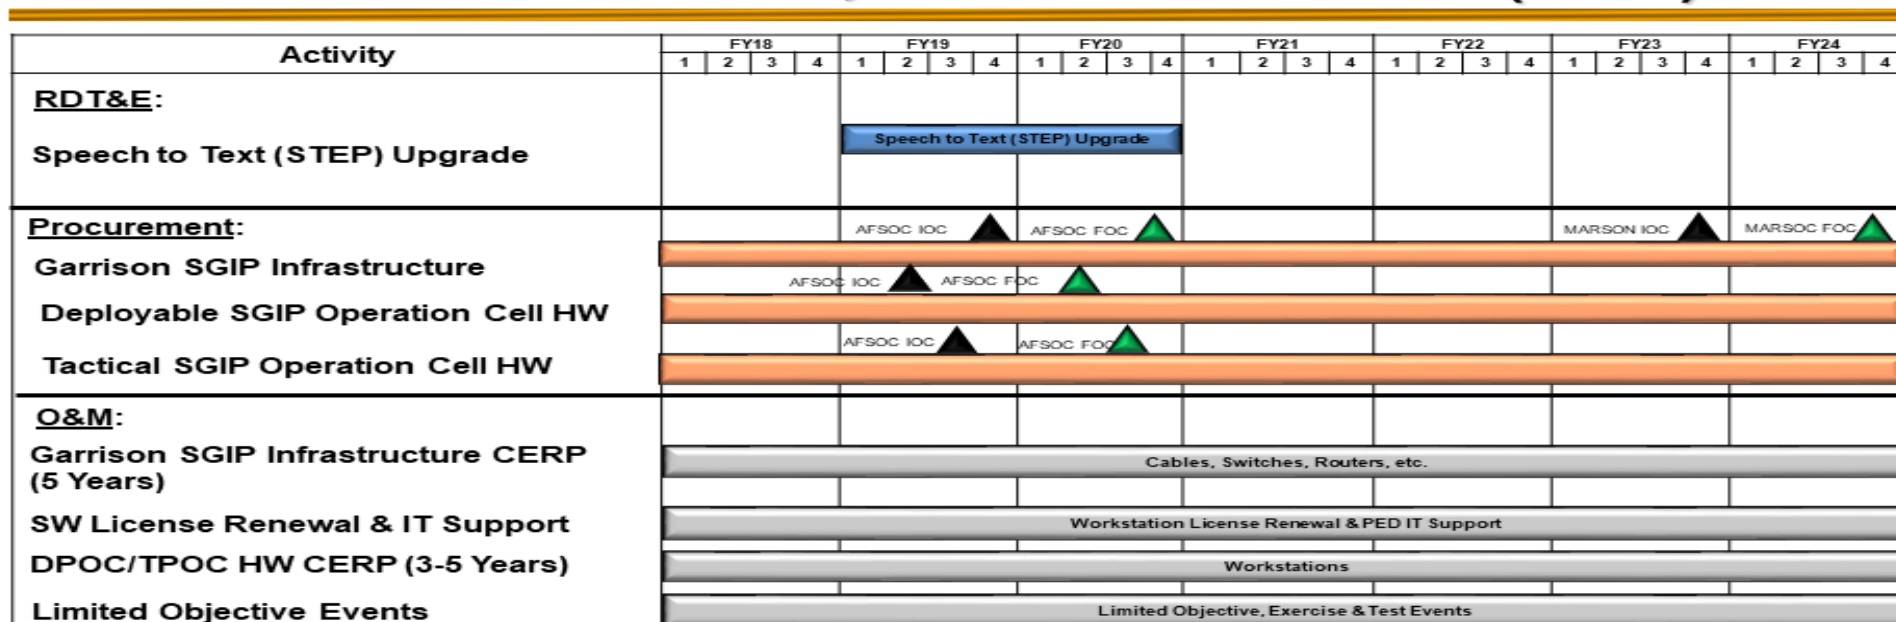 Activity
FY18 FY19 FY20 FY21 FY22 FY23 FY24
1 2 3 4 1 2 3 4 1 2 3 4 1 2 3 4 1 2 3 4 1 2 3 4 1 2 3 4
RDT&E:
Speech to Text (STEP) Upgrade
Speech to Text (STEP) Upgrade
Procurement:
AFSOC IOC AFSOC FOC MARSON IOC MARSOC FOC
Garrison SGIP Infrastructure
AFSOC IOC AFSOC FOC
Deployable SGIP Operation Cell HW
AFSOC IOC AFSOC FOC
Tactical SGIP Operation Cell HW
O&M:
Garrison SGIP Infrastructure CERP
(5 Years)
Cables, Switches, Routers, etc.
SW License Renewal & IT Support
Workstation License Renewal & PED IT Support
DPOC/TPOC HW CERP (3-5 Years)
Workstations
Limited Objective Events
Limited Objective, Exercise & Test Events